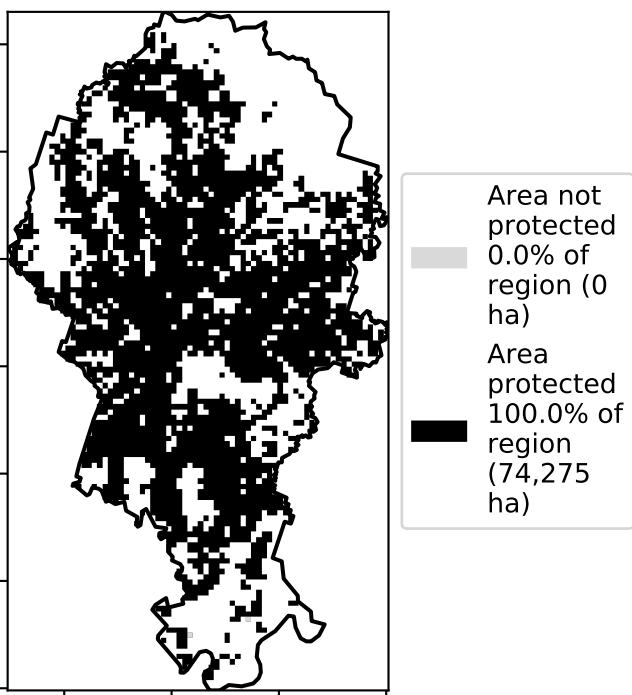 Area not
protected
0.0% of
region (0
ha)
Area
protected
100.0% of
region
(74,275
ha)